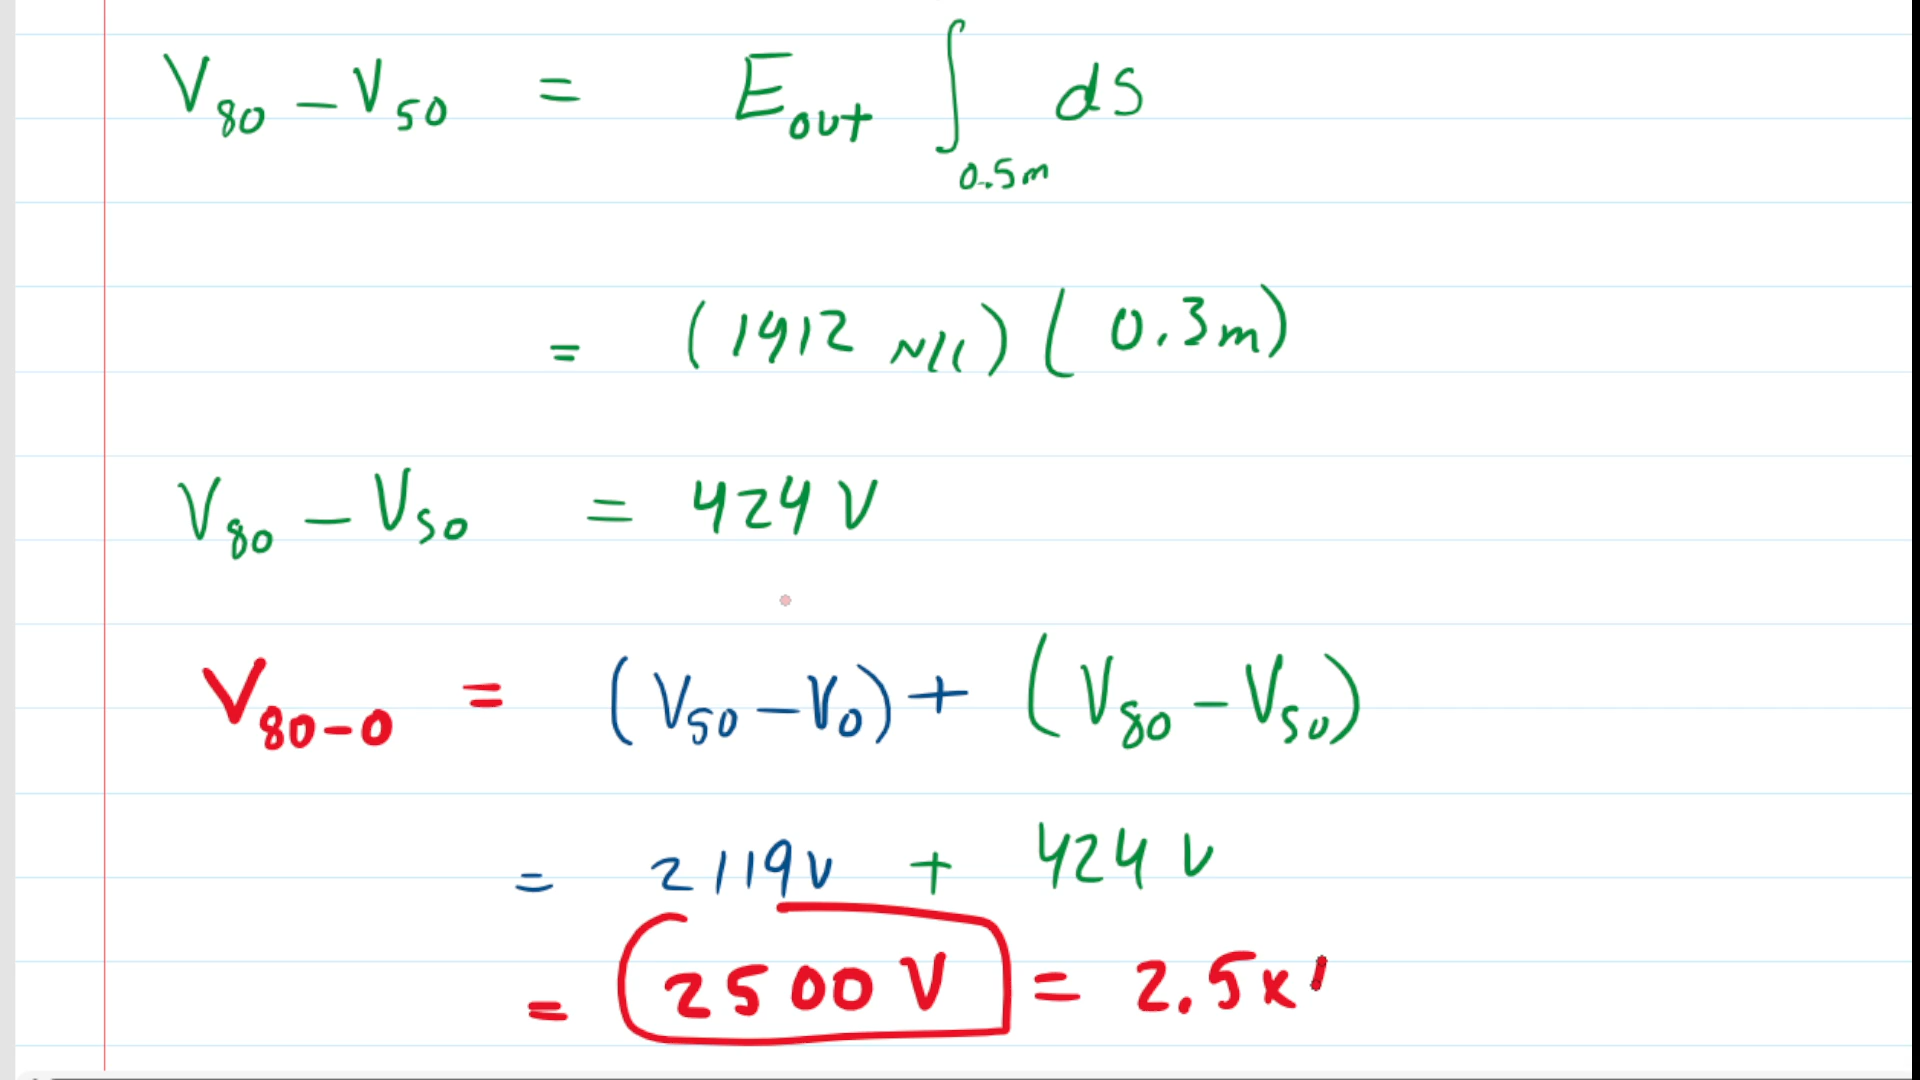 V80 - V50 = Eout ∫0.5m ds
= (1412 N/C) (0.3m)
V80 - V50 = 424 V
V80-0 = (V50 - V0) + (V80 - V50)
= 2119V + 424 V
= 2500 V = 2.5x1